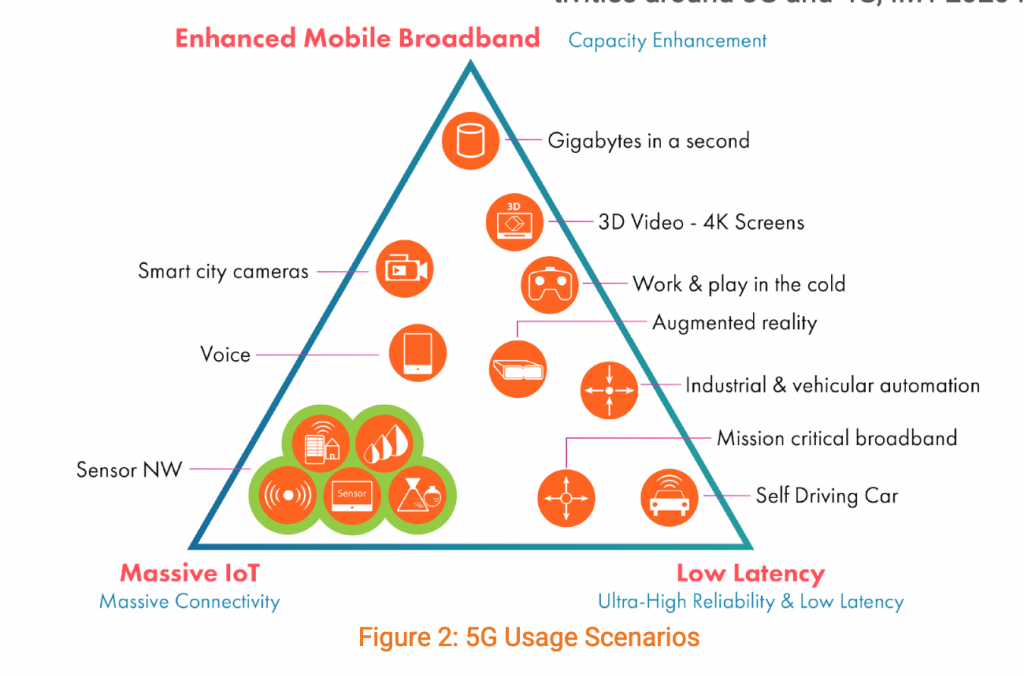 Enhanced Mobile Broadband Capacity Enhancement
Gigabytes in a second
3D
3D Video - 4K Screens
Smart city cameras
Work & play in the cold
Augmented reality
Voice
Industrial & vehicular automation
Mission critical broadband
Sensor NW
Sensor
Self Driving Car
Massive IoT
Massive Connectivity
Low Latency
Ultra-High Reliability & Low Latency
Figure 2: 5G Usage Scenarios